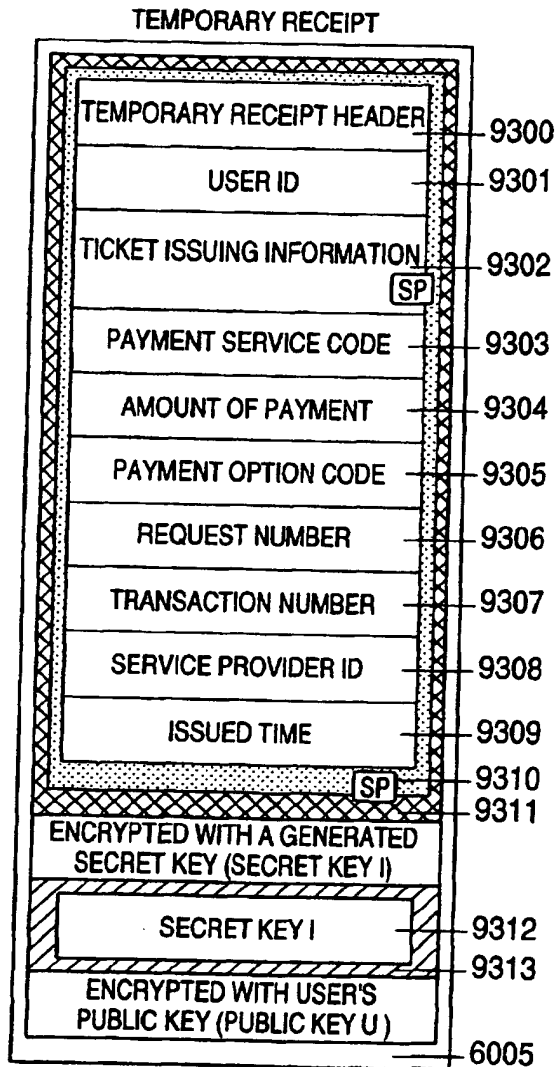 TEMPORARY RECEIPT
TEMPORARY RECEIPT HEADER 9300
USER ID 9301
TICKET ISSUING INFORMATION 9302
SP
PAYMENT SERVICE CODE 9303
AMOUNT OF PAYMENT 9304
PAYMENT OPTION CODE 9305
REQUEST NUMBER 9306
TRANSACTION NUMBER 9307
SERVICE PROVIDER ID 9308
ISSUED TIME 9309
SP 9310
9311
ENCRYPTED WITH A GENERATED
SECRET KEY (SECRET KEY I)
SECRET KEY I 9312
9313
ENCRYPTED WITH USER'S
PUBLIC KEY (PUBLIC KEY U )
6005